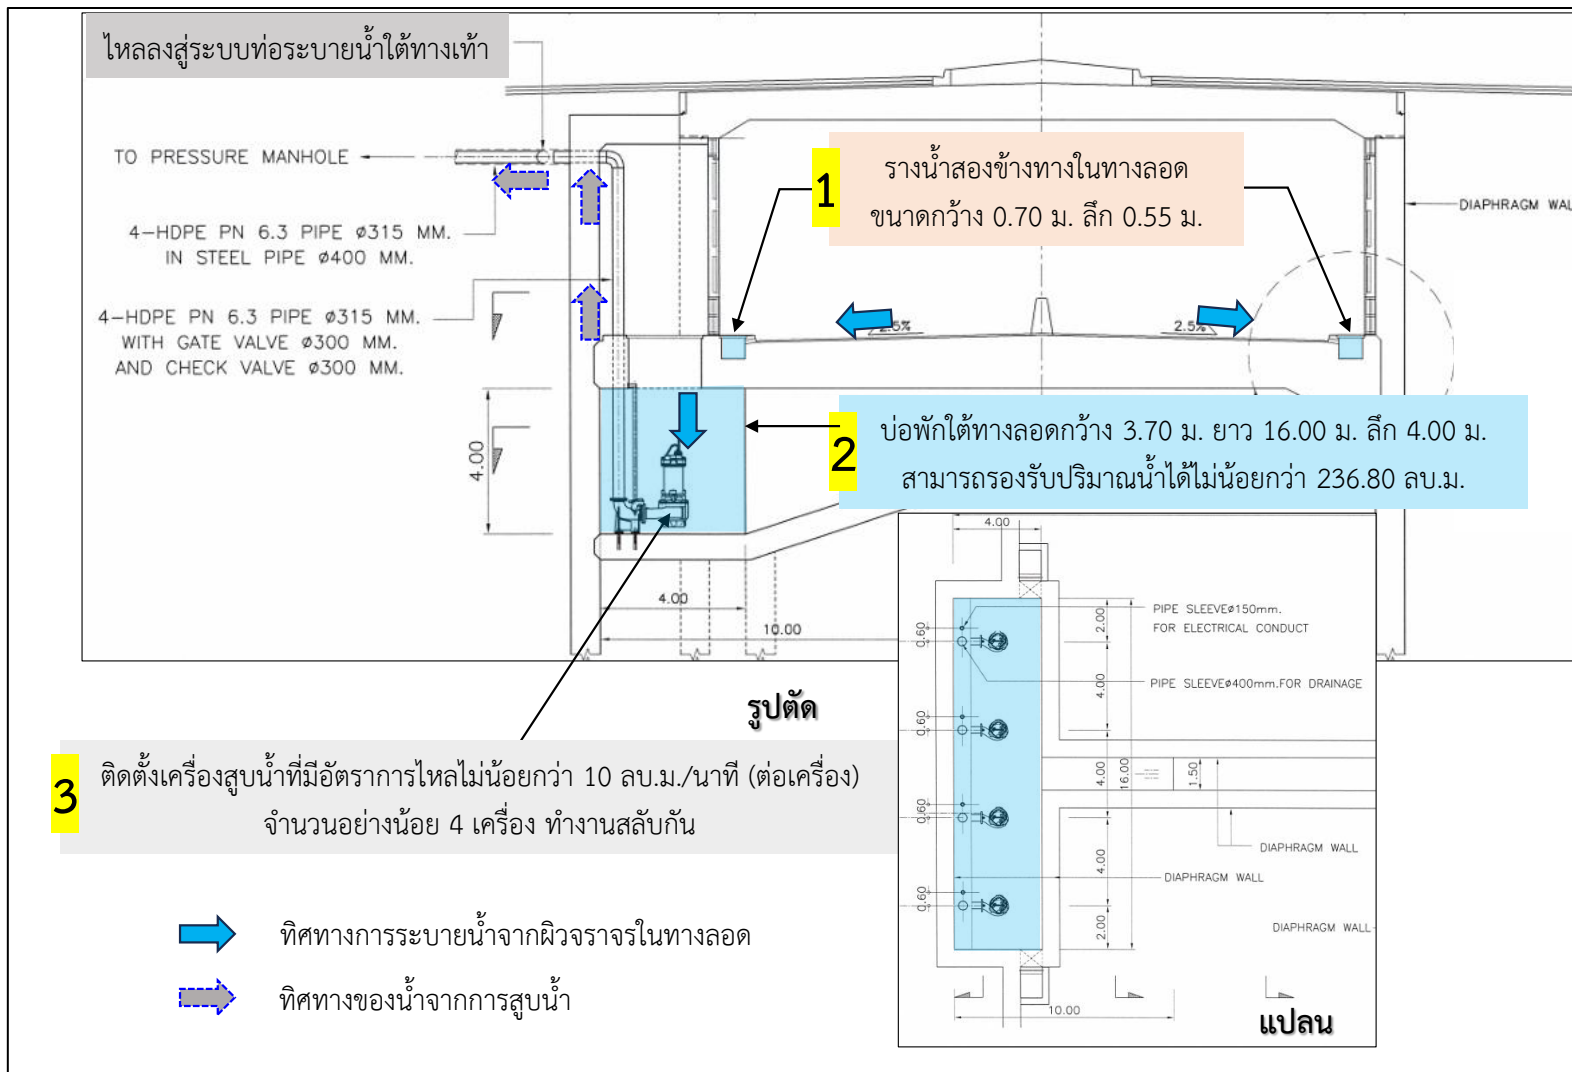 ไหลลงสู่ระบบท่อระบายน้ำใต้ทางเท้า
TO PRESSURE MANHOLE
4-HDPE PN 6.3 PIPE ø315 MM.
IN STEEL PIPE ø400 MM.
4-HDPE PN 6.3 PIPE ø315 MM.
WITH GATE VALVE ø300 MM.
AND CHECK VALVE ø300 MM.
1
รางน้ำสองข้างทางในทางลอด
ขนาดกว้าง 0.70 ม. ลึก 0.55 ม.
DIAPHRAGM WAL
2.5%
2.5%
2
บ่อพักใต้ทางลอดกว้าง 3.70 ม. ยาว 16.00 ม. ลึก 4.00 ม.
สามารถรองรับปริมาณน้ำได้ไม่น้อยกว่า 236.80 ลบ.ม.
4.00
4.00
10.00
รูปตัด
3
ติดตั้งเครื่องสูบน้ำที่มีอัตราการไหลไม่น้อยกว่า 10 ลบ.ม./นาที (ต่อเครื่อง)
จำนวนอย่างน้อย 4 เครื่อง ทำงานสลับกัน
ทิศทางการระบายน้ำจากผิวจราจรในทางลอด
ทิศทางของน้ำจากการสูบน้ำ
4.00
PIPE SLEEVEø150mm.
FOR ELECTRICAL CONDUCT
PIPE SLEEVEø400mm.FOR DRAINAGE
0.60
0.60
0.60
0.60
2.00
4.00
4.00
4.00
2.00
16.00
1.50
DIAPHRAGM WALL
DIAPHRAGM WALL
DIAPHRAGM WALL
10.00
แปลน